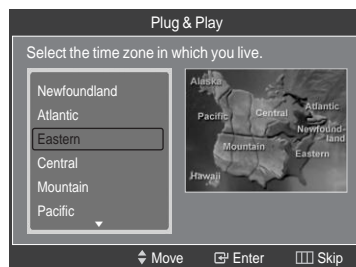 Plug & Play
Select the time zone in which you live.
Newfoundland
Atlantic
Eastern
Central
Mountain
Pacific
Alaska
Pacific
Central
Atlantic
Newfound-
land
Mountain
Eastern
Hawaii
Move
Enter
Skip